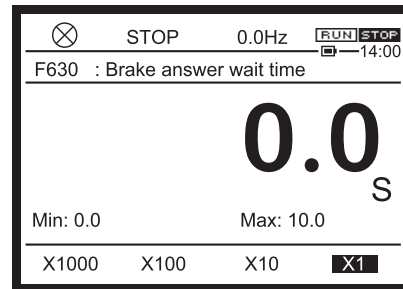 STOP 0.0Hz RUN STOP
14:00
F630 : Brake answer wait time
0.0
S
Min: 0.0 Max: 10.0
X1000 X100 X10 X1